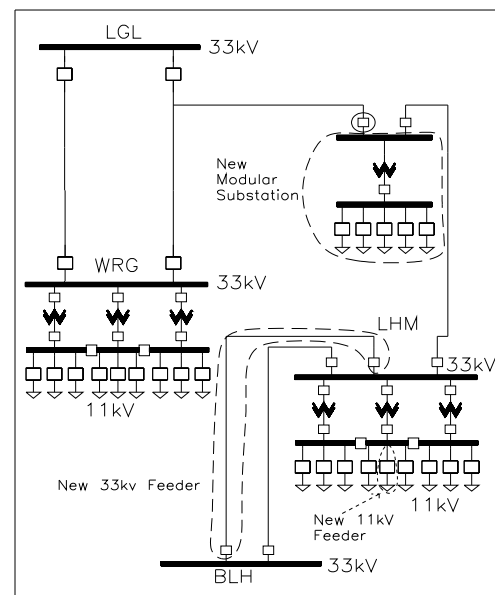 LGL
33kV
New
Modular
Substation
WRG
33kV
LHM
33kV
11kV
New 33kv Feeder
11kV
New 11kV
Feeder
BLH
33kV